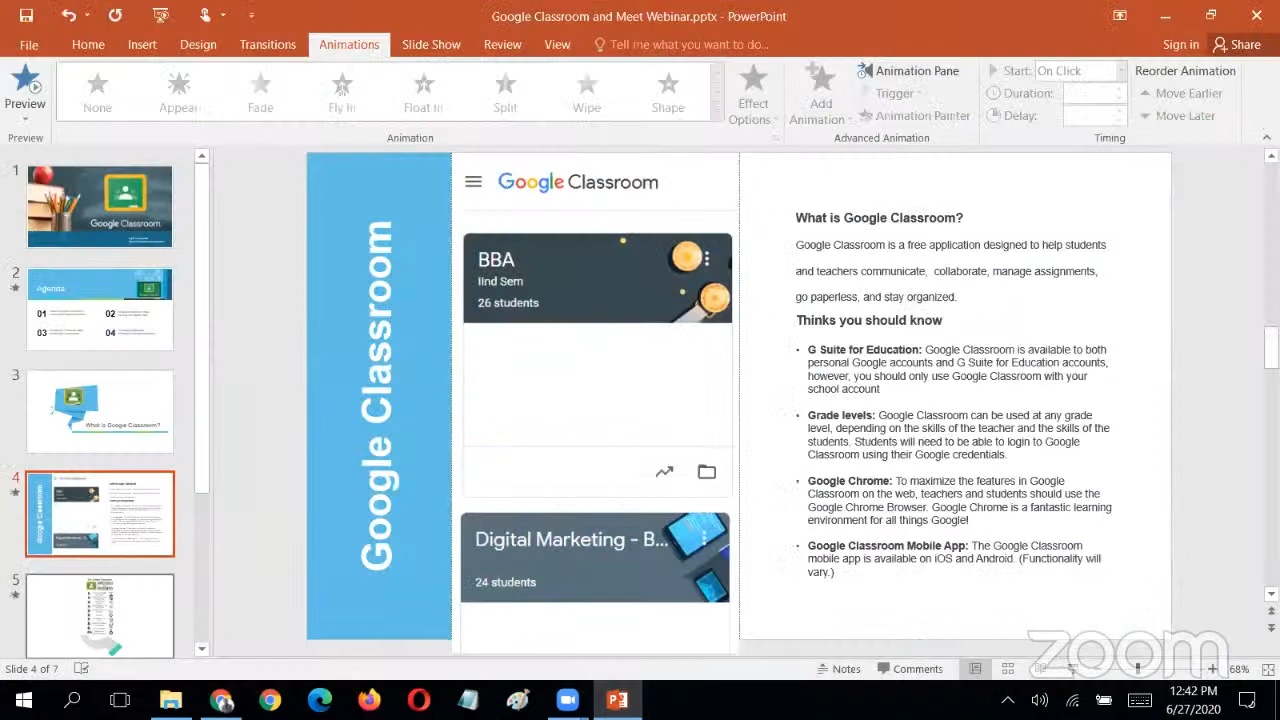 Google Classroom and Meet Webinar.pptx - PowerPoint
File Home Insert Design Transitions Animations Slide Show Review View Tell me what you want to do... Sign in Share
Preview
None Appear Fade Fly In Float In Split Wipe Shape
Effect Options
Add Animation
Animation Pane
Trigger
Animation Painter
Start: On Click
Duration:
Delay:
Reorder Animation
Move Earlier
Move Later
Preview Animation Advanced Animation Timing
1
Google Classroom
2
Agenda
01 02
03 04
3
What is Google Classroom?
4
5
Google Classroom
Google Classroom
BBA
IInd Sem
26 students
Digital Marketing - B...
24 students
What is Google Classroom?
Google Classroom is a free application designed to help students
and teachers communicate, collaborate, manage assignments,
go paperless, and stay organized.
Thinks you should know
• G Suite for Education: Google Classroom is available to both
personal Google accounts and G Suite for Education accounts,
however, you should only use Google Classroom with your
school account
• Grade levels: Google Classroom can be used at any grade
level, depending on the skills of the teacher and the skills of the
students. Students will need to be able to login to Google
Classroom using their Google credentials.
• Google Chrome: To maximize the features in Google
Classroom on the web, teachers and students should use the
Google Chrome Browser. Google Chrome is a fantastic learning
environment for all things Google!
• Google Classroom Mobile App: The Google Classroom
mobile app is available on iOS and Android. (Functionality will
vary.)
zoom
Slide 4 of 7 Notes Comments 68%
12:42 PM
6/27/2020